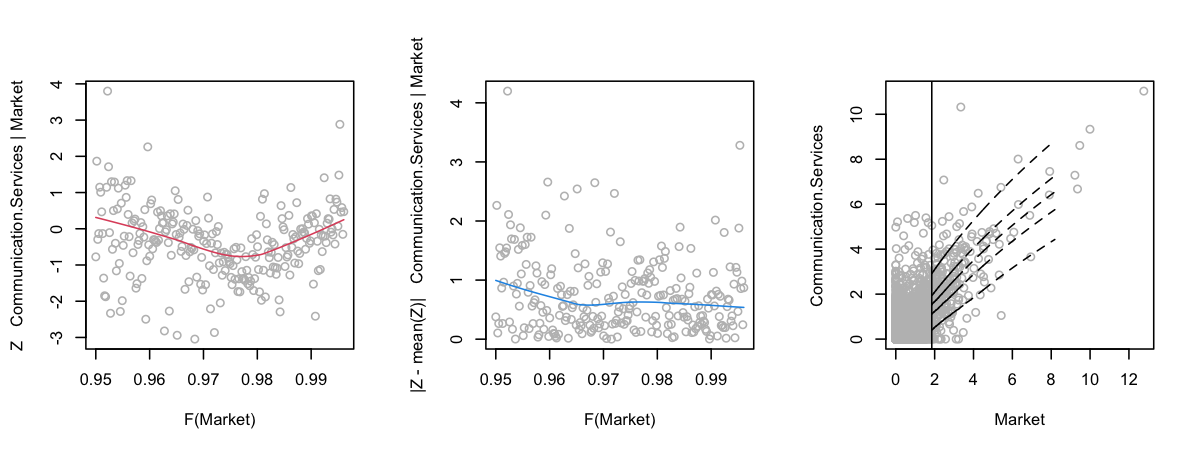 Z   Communication.Services | Market
4
3
2
1
0
-1
-2
-3
0.95 0.96 0.97 0.98 0.99
F(Market)
|Z - mean(Z)|   Communication.Services | Market
4
3
2
1
0
0.95 0.96 0.97 0.98 0.99
F(Market)
Communication.Services
10
8
6
4
2
0
0 2 4 6 8 10 12
Market